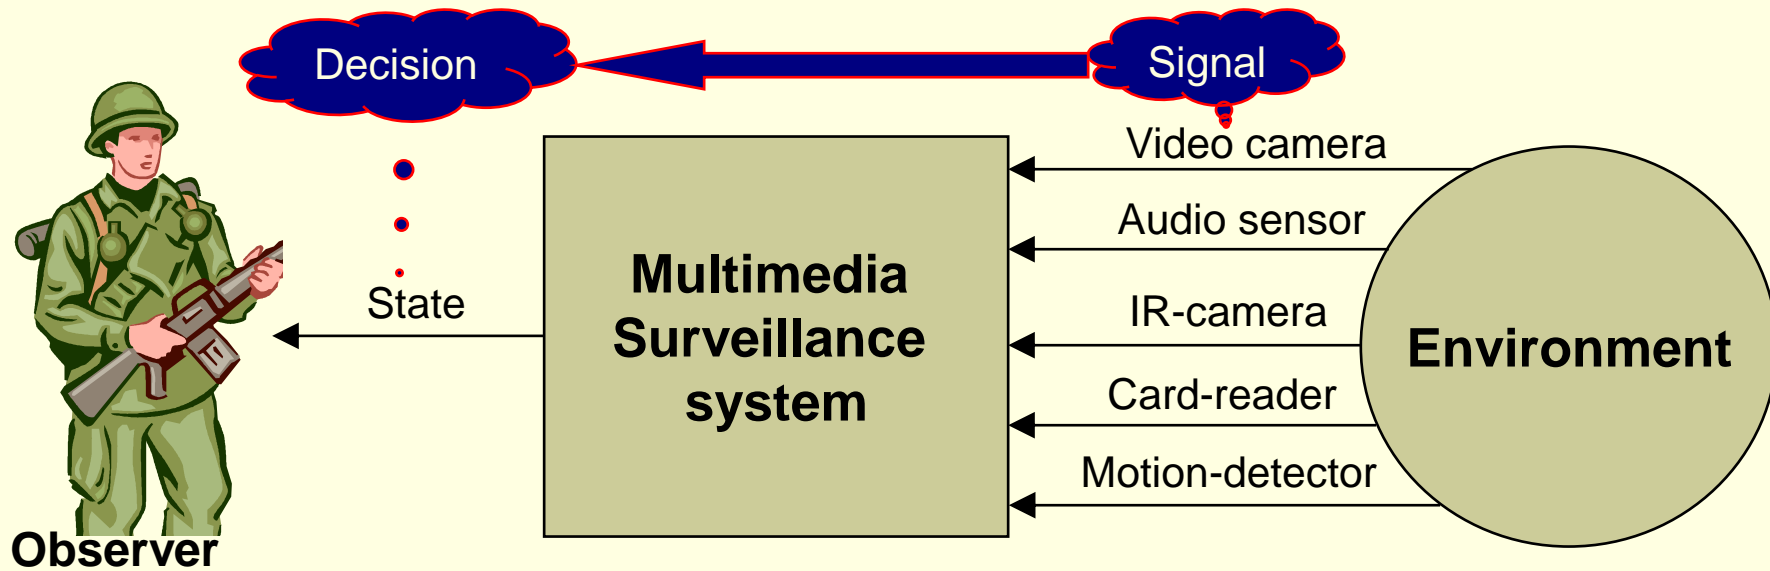 Decision
Signal
Video camera
Audio sensor
Multimedia
Surveillance
system
State
IR-camera
Environment
Card-reader
Motion-detector
Observer